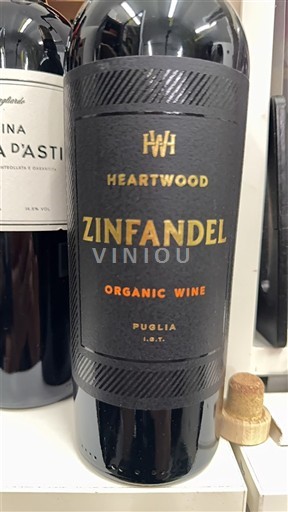 INA
A D'ASTI
HW
HEARTWOOD
ZINFANDEL
VINIOU
ORGANIC WINE
PUGLIA
I.G.T.